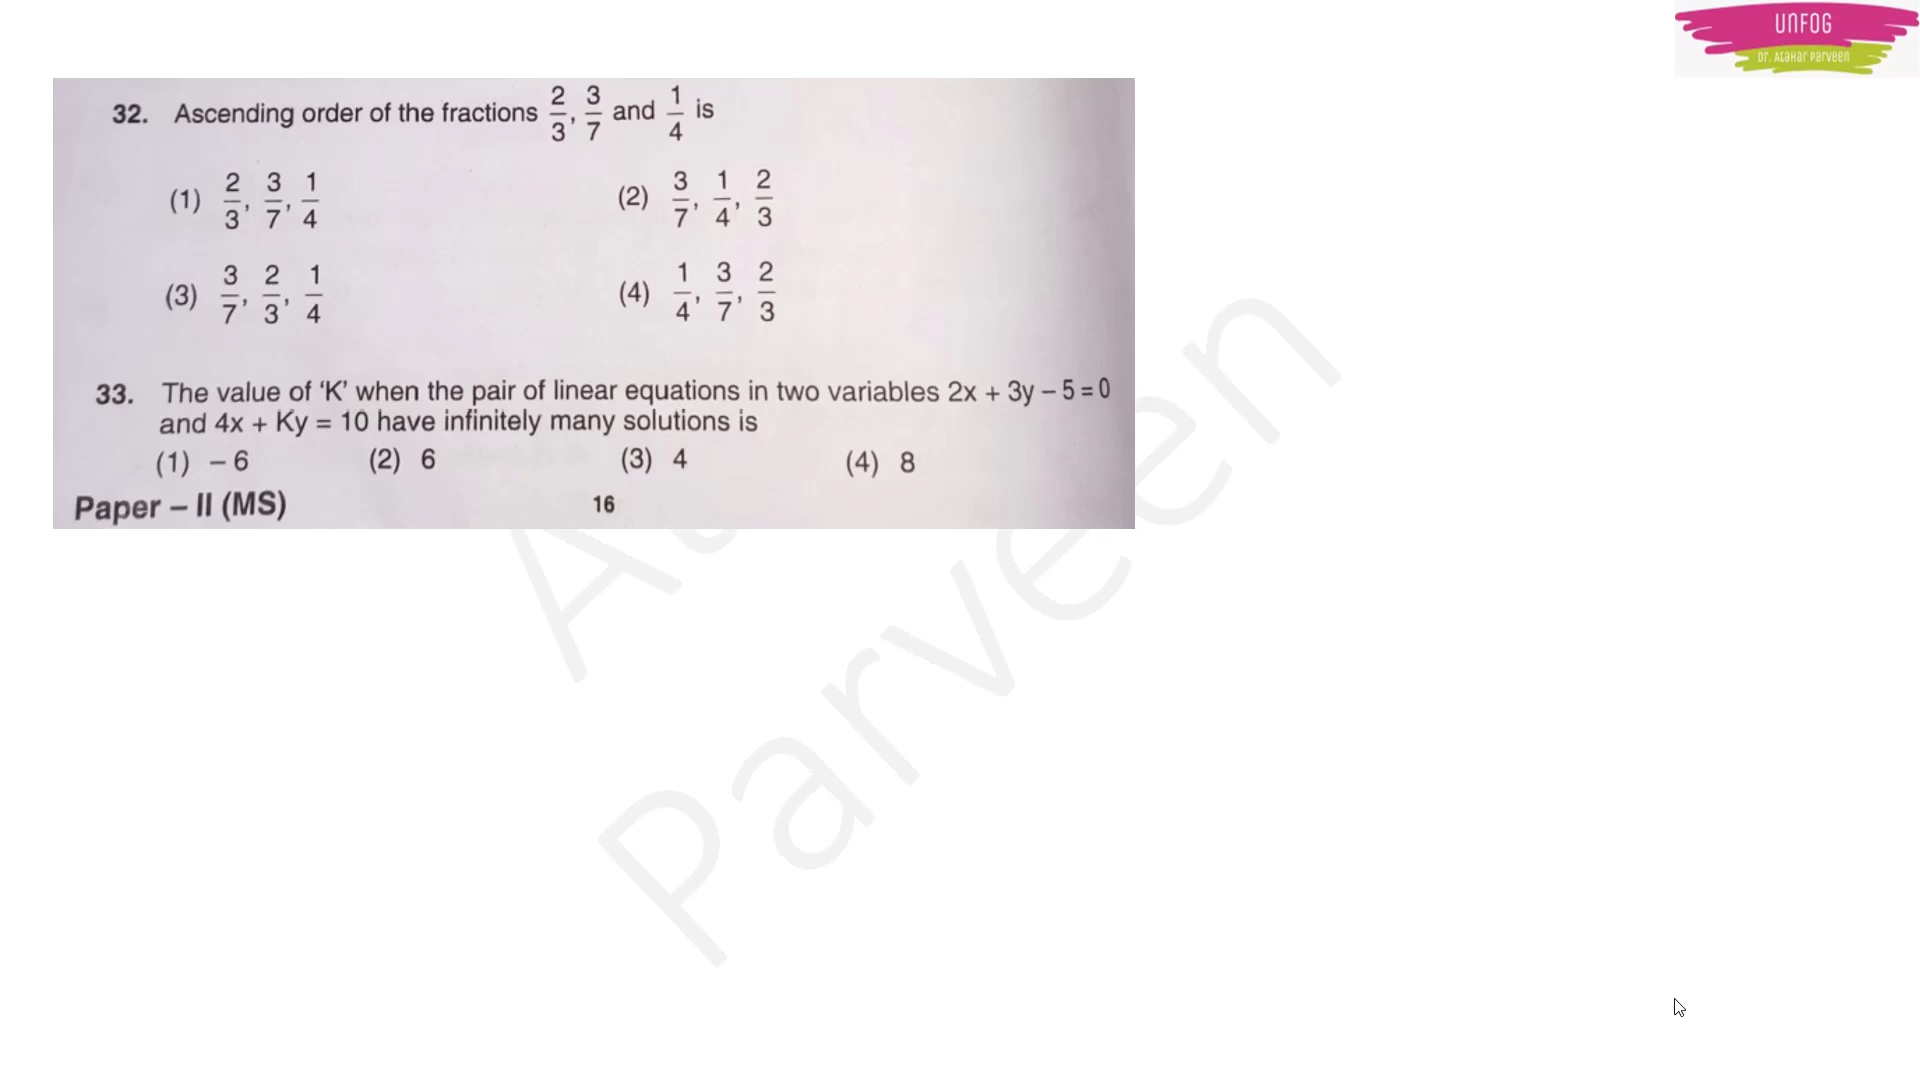 UNFOG
Dr. Atahar Parveen
32. Ascending order of the fractions 2/3, 3/7 and 1/4 is
(1) 2/3, 3/7, 1/4 (2) 3/7, 1/4, 2/3
(3) 3/7, 2/3, 1/4 (4) 1/4, 3/7, 2/3
33. The value of ‘K’ when the pair of linear equations in two variables 2x + 3y – 5 = 0
and 4x + Ky = 10 have infinitely many solutions is
(1) – 6 (2) 6 (3) 4 (4) 8
Paper – II (MS) 16
Parveen